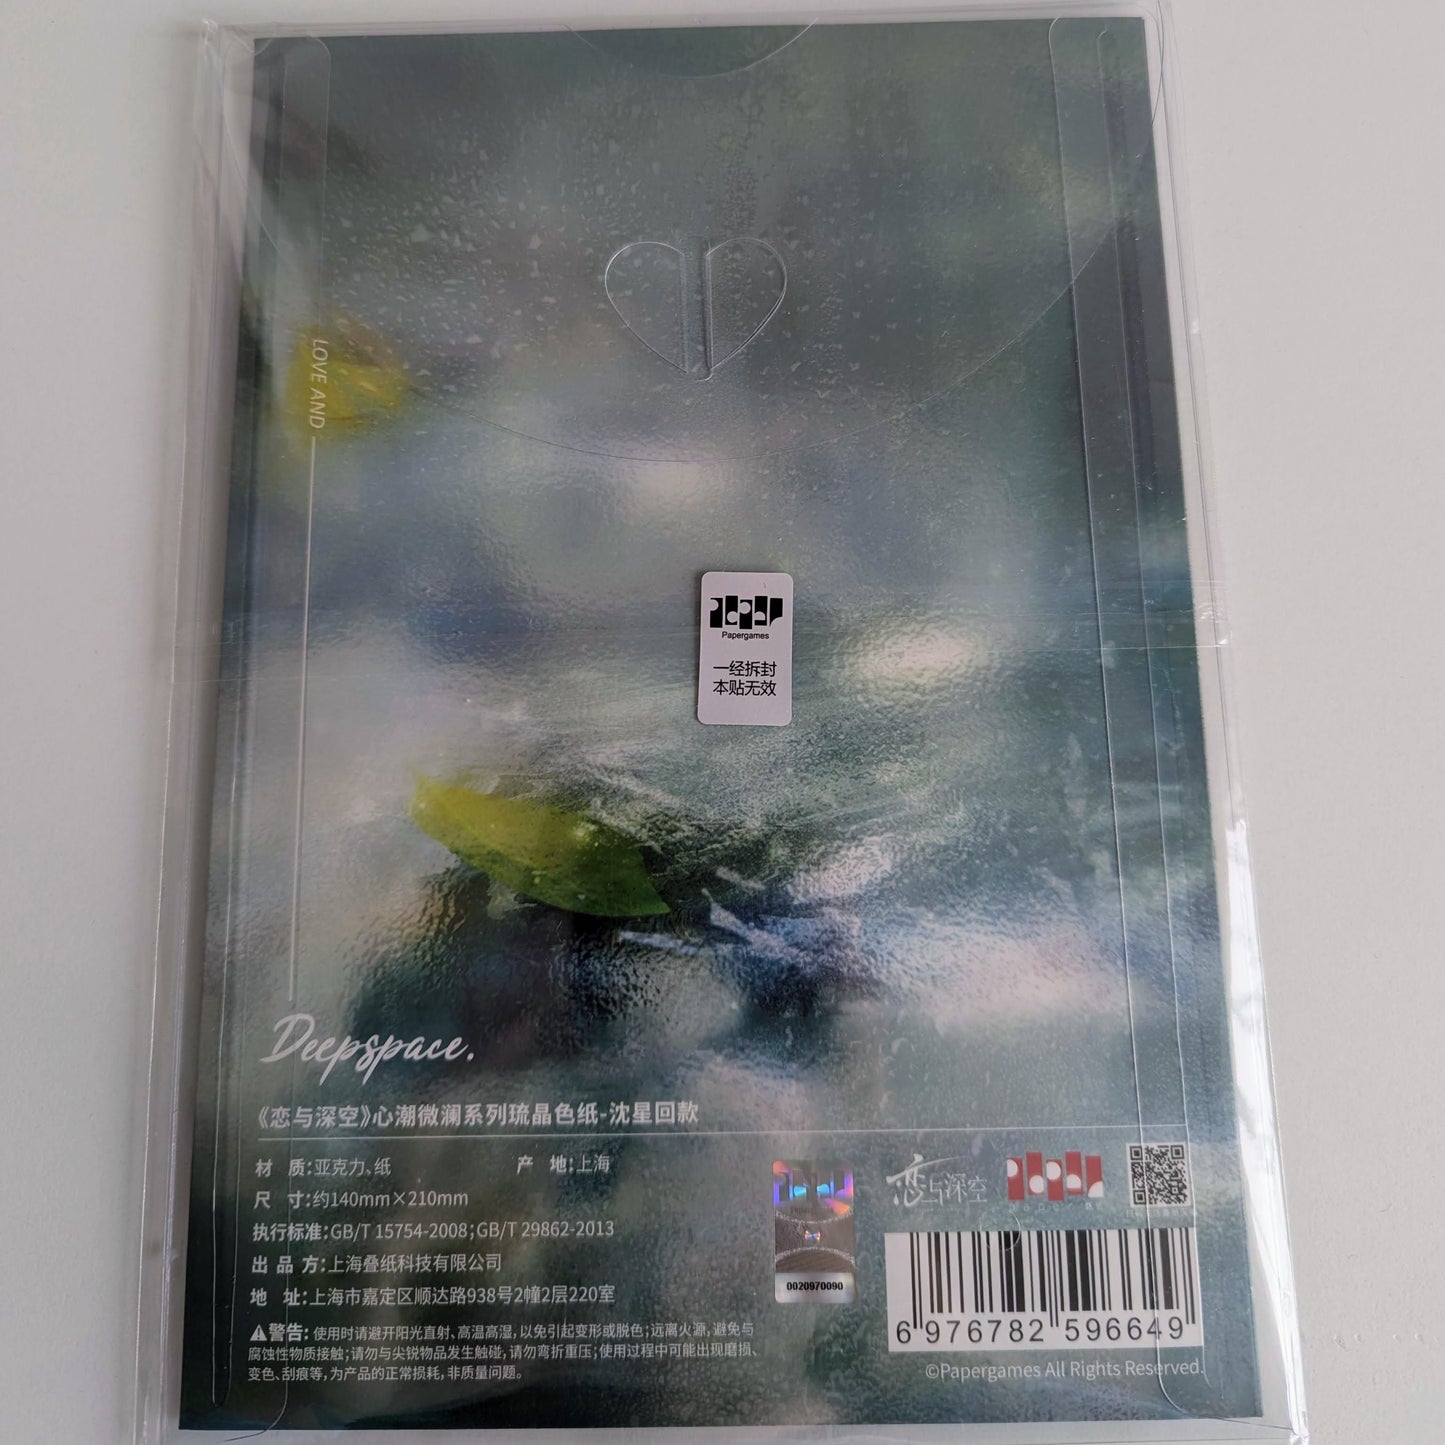 LOVE AND
Papergames
一经拆封
本贴无效
Deepspace.
《恋与深空》心潮微澜系列琉晶色纸-沈星回款
材 质:亚克力、纸 产 地:上海
尺 寸:约140mm×210mm
执行标准:GB/T 15754-2008;GB/T 29862-2013
出 品 方:上海叠纸科技有限公司
地 址:上海市嘉定区顺达路938号2幢2层220室
警告: 使用时请避开阳光直射,高温高湿,以免引起变形或脱色;远离火源,避免与
腐蚀性物质接触;请勿与尖锐物品发生触碰,请勿弯折重压;使用过程中可能出现磨损、
变色、刮痕等,为产品的正常损耗,非质量问题。
0020970090
恋与深空
6 976782 596649
©Papergames All Rights Reserved.